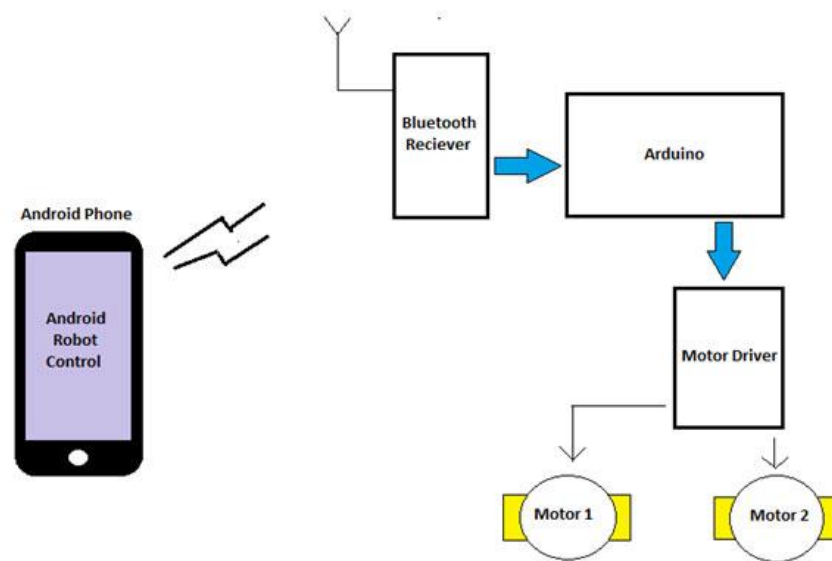 Bluetooth
Reciever
Arduino
Android Phone
Android
Robot
Control
Motor Driver
Motor 1
Motor 2